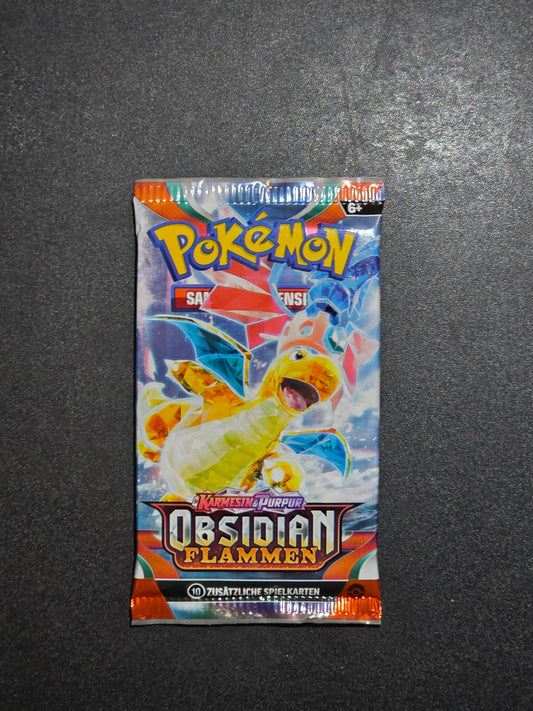 6+
POKÉMON
KARMESIN & PURPUR
OBSIDIAN
FLAMMEN
10 ZUSÄTZLICHE SPIELKARTEN